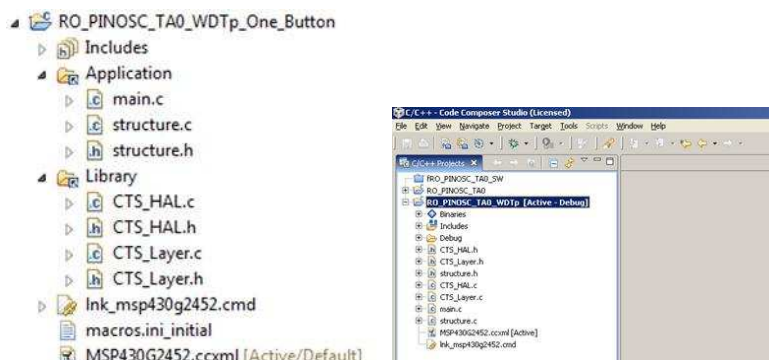 RO_PINOSC_TA0_WDTp_One_Button
Includes
Application
main.c
structure.c
structure.h
Library
CTS_HAL.c
CTS_HAL.h
CTS_Layer.c
CTS_Layer.h
lnk_msp430g2452.cmd
macros.ini_initial
MSP430G2452.ccxml [Active/Default]
C/C++ - Code Composer Studio (Licensed)
File Edit View Navigate Project Target Tools Scripts Window Help
C/C++ Projects
fRO_PINOSC_TA0_SW
RO_PINOSC_TA0
RO_PINOSC_TA0_WDTp [Active - Debug]
Binaries
Includes
Debug
CTS_HAL.h
CTS_Layer.h
structure.h
CTS_HAL.c
CTS_Layer.c
main.c
structure.c
MSP430G2452.ccxml [Active]
lnk_msp430g2452.cmd